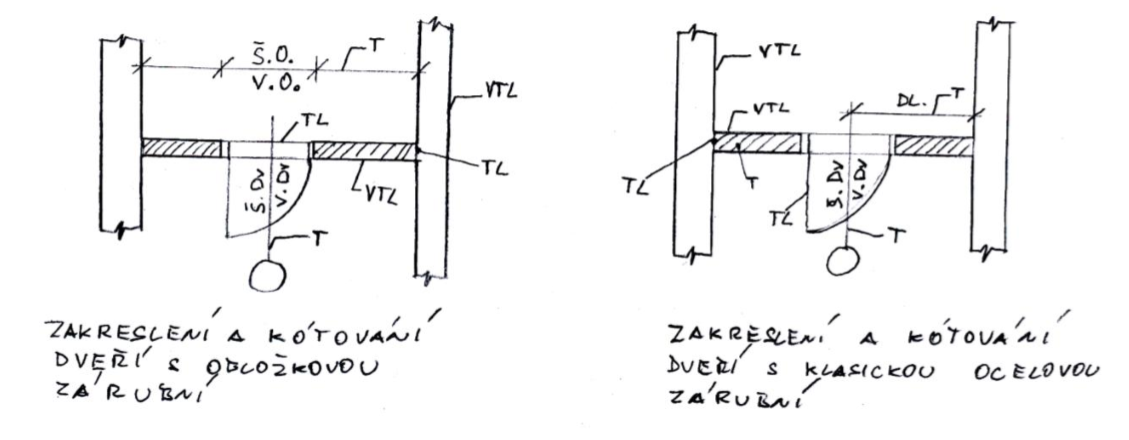 Š.O.
V.O.
T
VTL
TL
TL
VTL
Š.DV
V.DV
T
ZAKRESLENÍ A KÓTOVÁNÍ
DVEŘÍ S OBLOŽKOVOU
ZÁRUBNÍ
VTL
DL. T
VTL
TL
T
TL
Š.DV
V.DV
T
ZAKRESLENÍ A KÓTOVÁNÍ
DVEŘÍ S KLASICKOU OCELOVOU
ZÁRUBNÍ